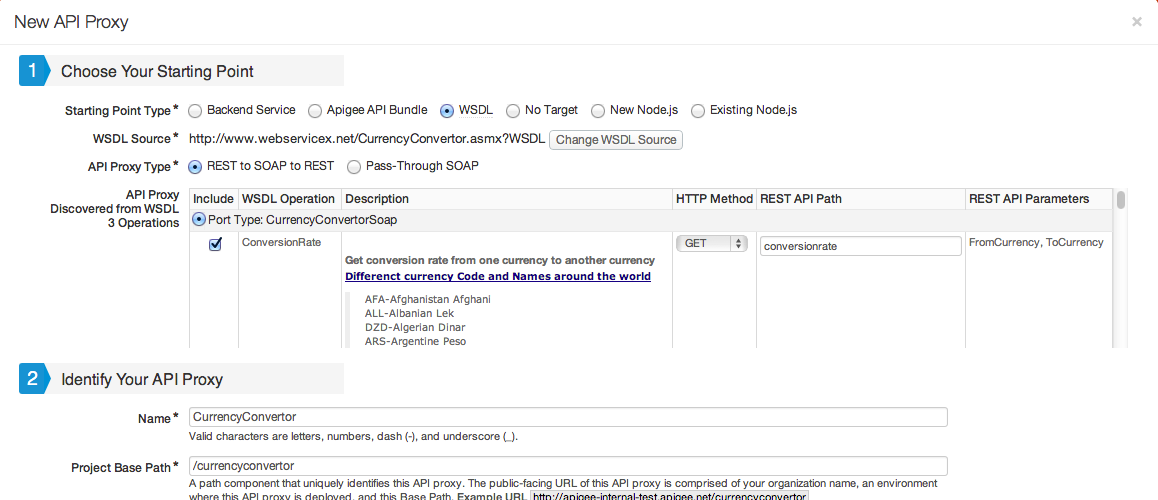 New API Proxy ×
1 Choose Your Starting Point
Starting Point Type * Backend Service Apigee API Bundle WSDL No Target New Node.js Existing Node.js
WSDL Source * http://www.webservicex.net/CurrencyConvertor.asmx?WSDL Change WSDL Source
API Proxy Type * REST to SOAP to REST Pass-Through SOAP
API Proxy
Discovered from WSDL
3 Operations
Include WSDL Operation Description HTTP Method REST API Path REST API Parameters
Port Type: CurrencyConvertorSoap
ConversionRate GET conversionrate FromCurrency, ToCurrency
Get conversion rate from one currency to another currency
Differenct currency Code and Names around the world
AFA-Afghanistan Afghani
ALL-Albanian Lek
DZD-Algerian Dinar
ARS-Argentine Peso
2 Identify Your API Proxy
Name * CurrencyConvertor
Valid characters are letters, numbers, dash (-), and underscore (_).
Project Base Path * /currencyconvertor
A path component that uniquely identifies this API proxy. The public-facing URL of this API proxy is comprised of your organization name, an environment
where this API proxy is deployed, and this Base Path. Example URL http://apigee-internal-test.apigee.net/currencyconvertor